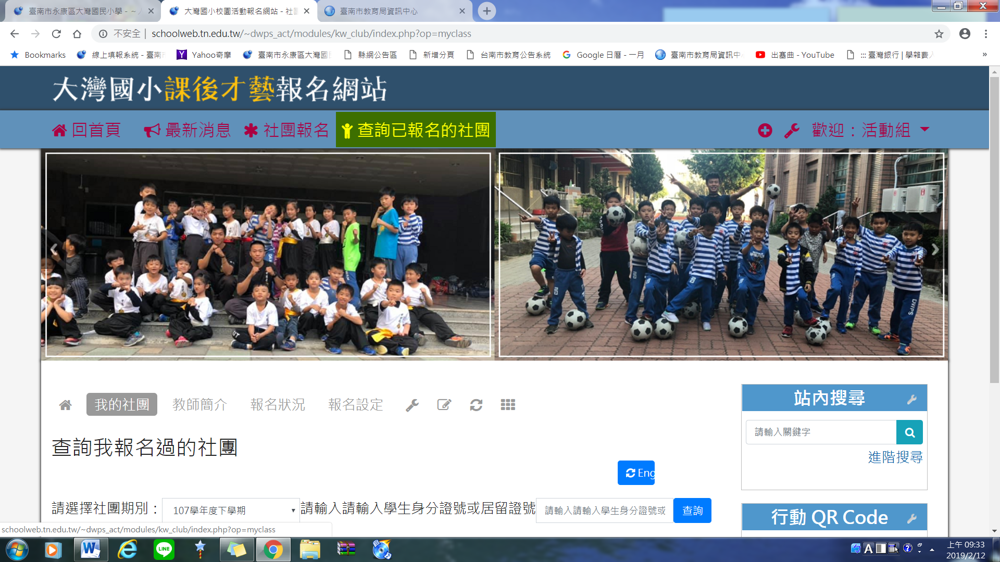 臺南市永康區大灣國民小學 - ~
大灣國小校園活動報名網站 - 社
臺南市教育局資訊中心
不安全 | schoolweb.tn.edu.tw/~dwps_act/modules/kw_club/index.php?op=myclass
Bookmarks 線上填報系統 - 臺南 Yahoo奇摩 臺南市永康區大灣國 縣網公告區 新增分頁 台南市教育公告系統 Google 日曆 - 一月 臺南市教育局資訊中 出塞曲 - YouTube ::: 臺灣銀行 | 學雜費 »
大灣國小課後才藝報名網站
回首頁 最新消息 社團報名 查詢已報名的社團 歡迎：活動組
我的社團 教師簡介 報名狀況 報名設定
查詢我報名過的社團
Eng
請選擇社團期別： 107學年度下學期 請輸入請輸入學生身分證號或居留證號 請輸入請輸入學生身分證號或 查詢
站內搜尋
請輸入關鍵字
進階搜尋
行動 QR Code
schoolweb.tn.edu.tw/~dwps_act/modules/kw_club/index.php?op=myclass
LINE
A
上午 09:33
2019/2/12